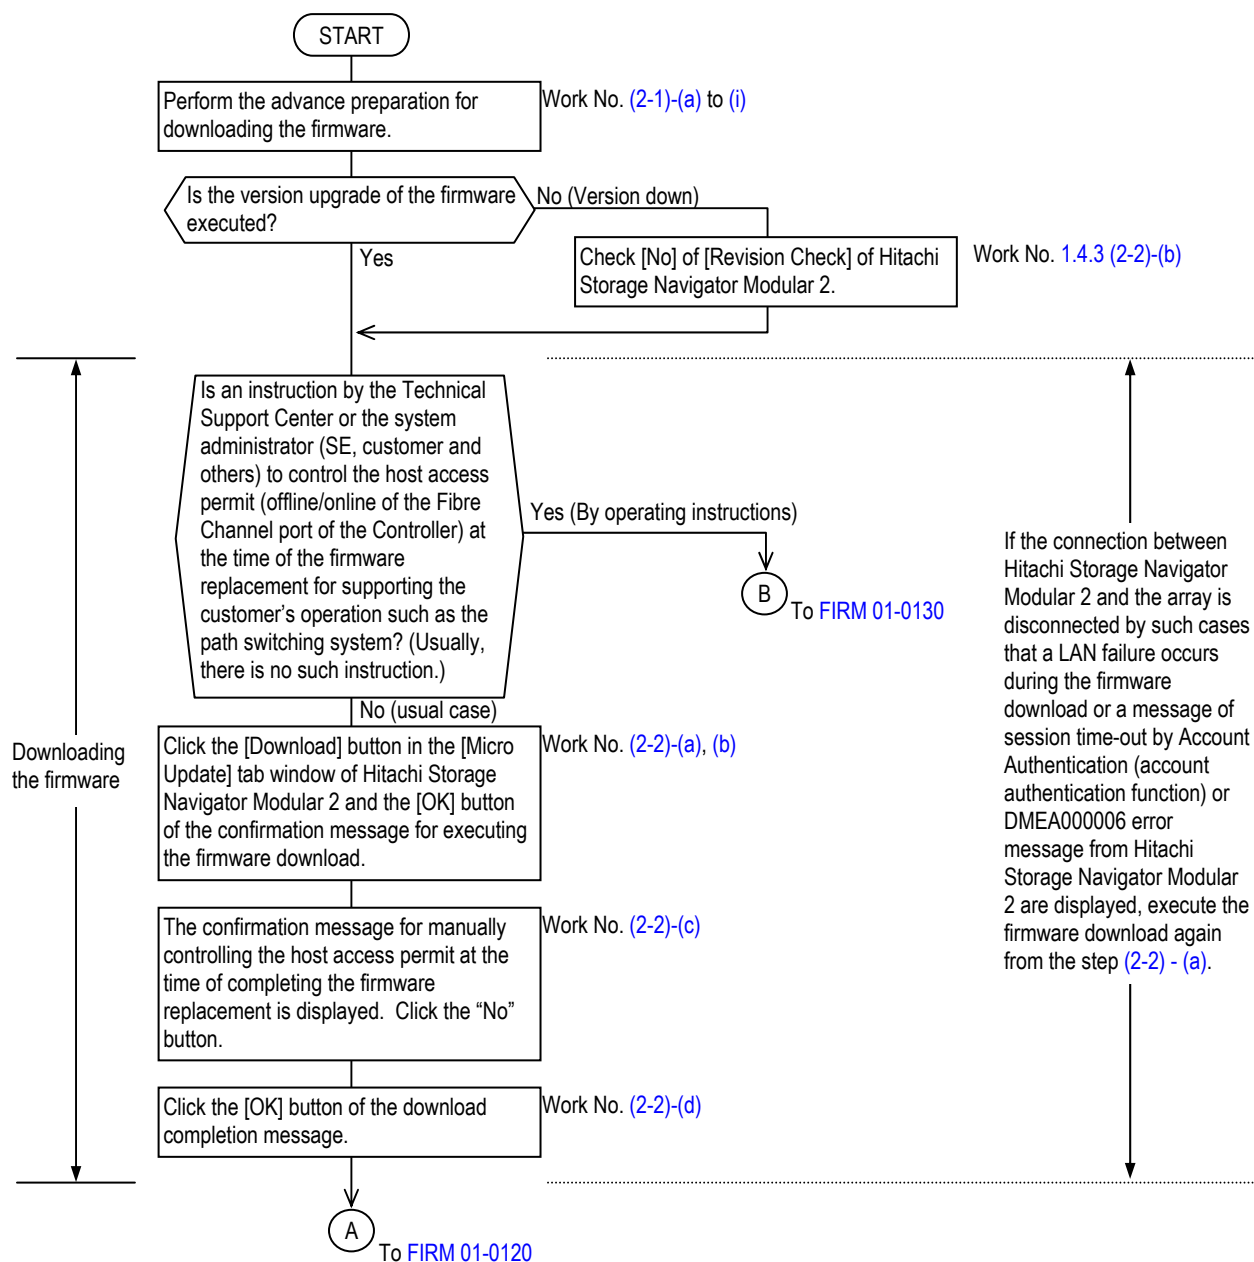 START
Perform the advance preparation for
downloading the firmware.
Work No. (2-1)-(a) to (i)
Is the version upgrade of the firmware
executed?
No (Version down)
Yes
Check [No] of [Revision Check] of Hitachi
Storage Navigator Modular 2.
Work No. 1.4.3 (2-2)-(b)
Is an instruction by the Technical
Support Center or the system
administrator (SE, customer and
others) to control the host access
permit (offline/online of the Fibre
Channel port of the Controller) at
the time of the firmware
replacement for supporting the
customer’s operation such as the
path switching system? (Usually,
there is no such instruction.)
Yes (By operating instructions)
B
To FIRM 01-0130
No (usual case)
Downloading
the firmware
Click the [Download] button in the [Micro
Update] tab window of Hitachi Storage
Navigator Modular 2 and the [OK] button
of the confirmation message for executing
the firmware download.
Work No. (2-2)-(a), (b)
The confirmation message for manually
controlling the host access permit at the
time of completing the firmware
replacement is displayed.  Click the “No”
button.
Work No. (2-2)-(c)
Click the [OK] button of the download
completion message.
Work No. (2-2)-(d)
A
To FIRM 01-0120
If the connection between
Hitachi Storage Navigator
Modular 2 and the array is
disconnected by such cases
that a LAN failure occurs
during the firmware
download or a message of
session time-out by Account
Authentication (account
authentication function) or
DMEA000006 error
message from Hitachi
Storage Navigator Modular
2 are displayed, execute the
firmware download again
from the step (2-2) - (a).